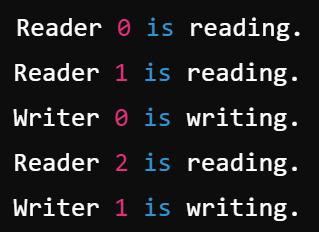 Reader 0 is reading.
Reader 1 is reading.
Writer 0 is writing.
Reader 2 is reading.
Writer 1 is writing.